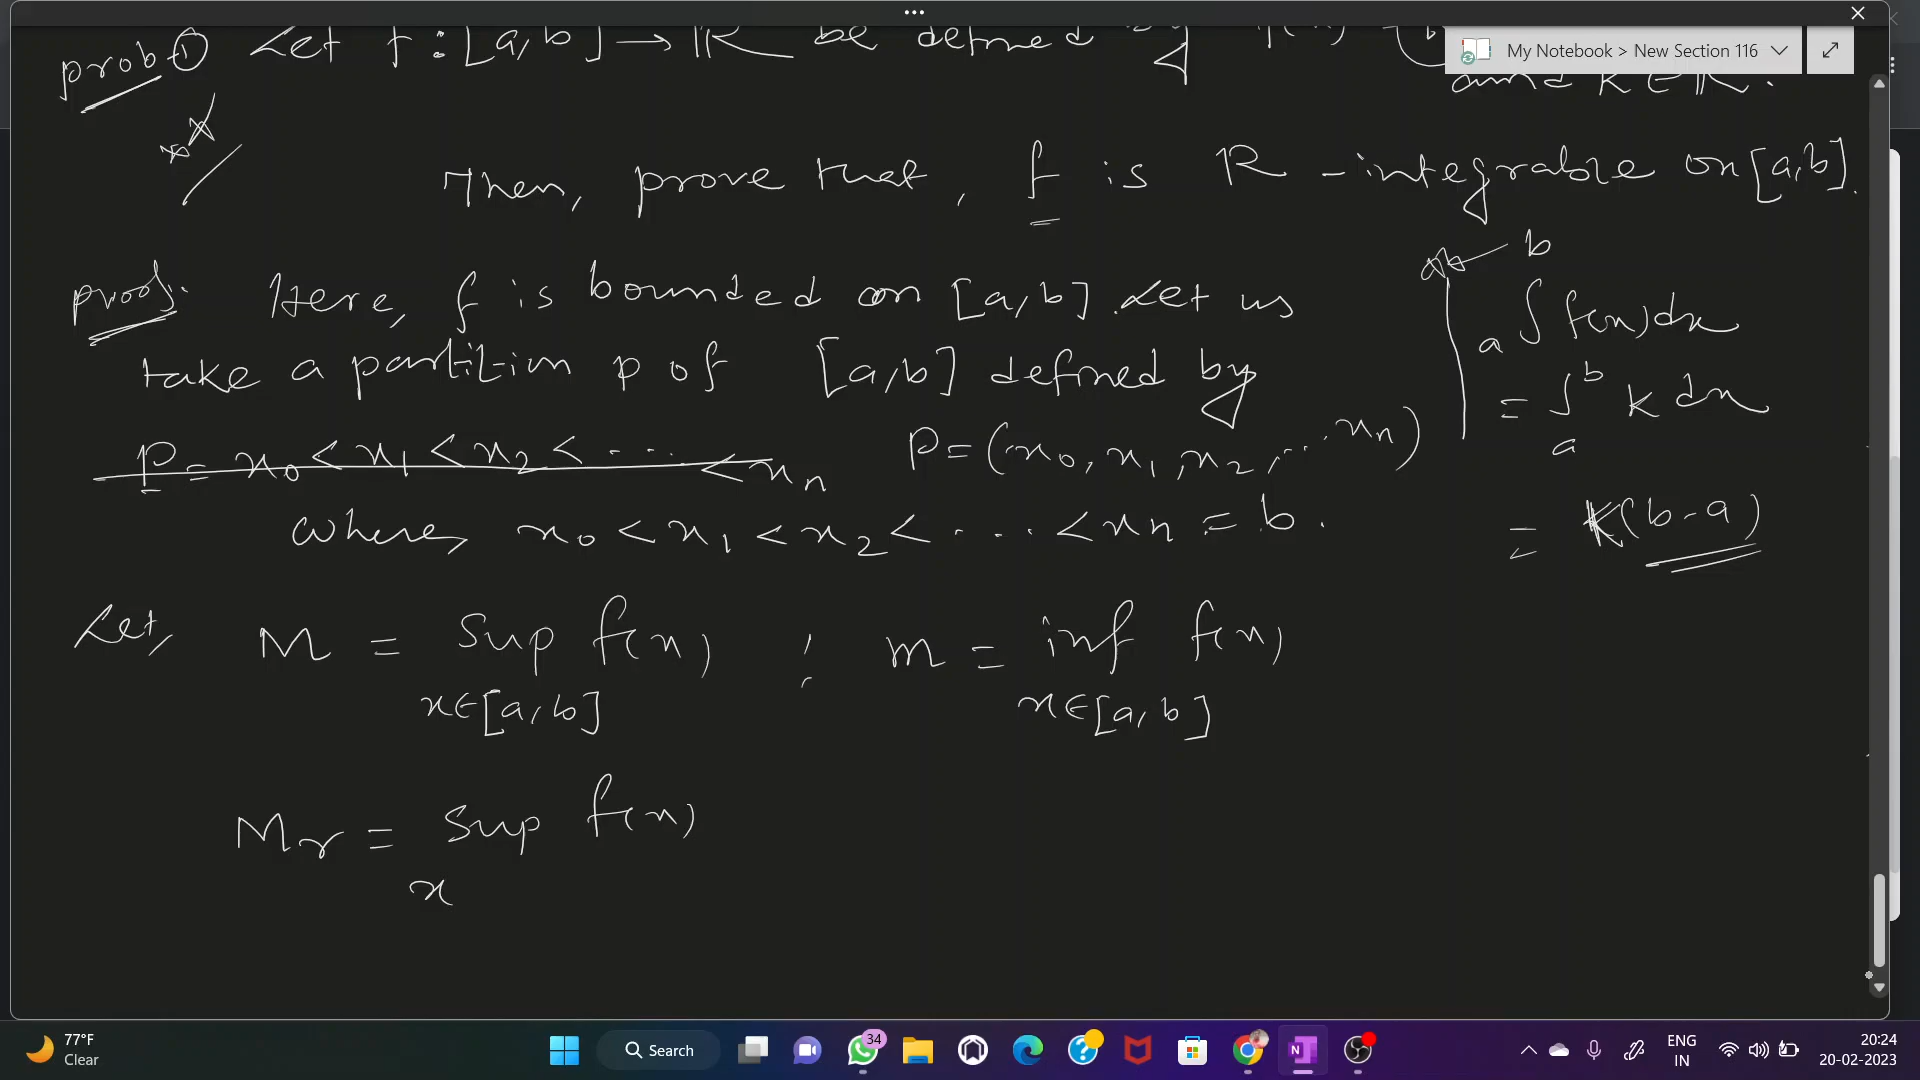 ...
My Notebook > New Section 116
prob ① Let f : [a, b] → ℝ be defined by f(x)
and k ∈ ℝ.
Then, prove that, f is R - integrable on [a,b].
proof: Here, f is bounded on [a,b]. Let us
take a partition p of [a,b] defined by
P = x₀ < x₁ < x₂ < .... < xₙ
P = (x₀, x₁, x₂, ... xₙ)
where, x₀ < x₁ < x₂ < .... < xn = b.
a ∫ b f(x) dx
= ∫ₐᵇ k dx
= K(b-a)
Let, M = Sup f(x) ; m = inf f(x)
x∈[a,b] x∈[a,b]
Mr = Sup f(x)
x
77°F
Clear
Search
34
ENG
IN
20:24
20-02-2023